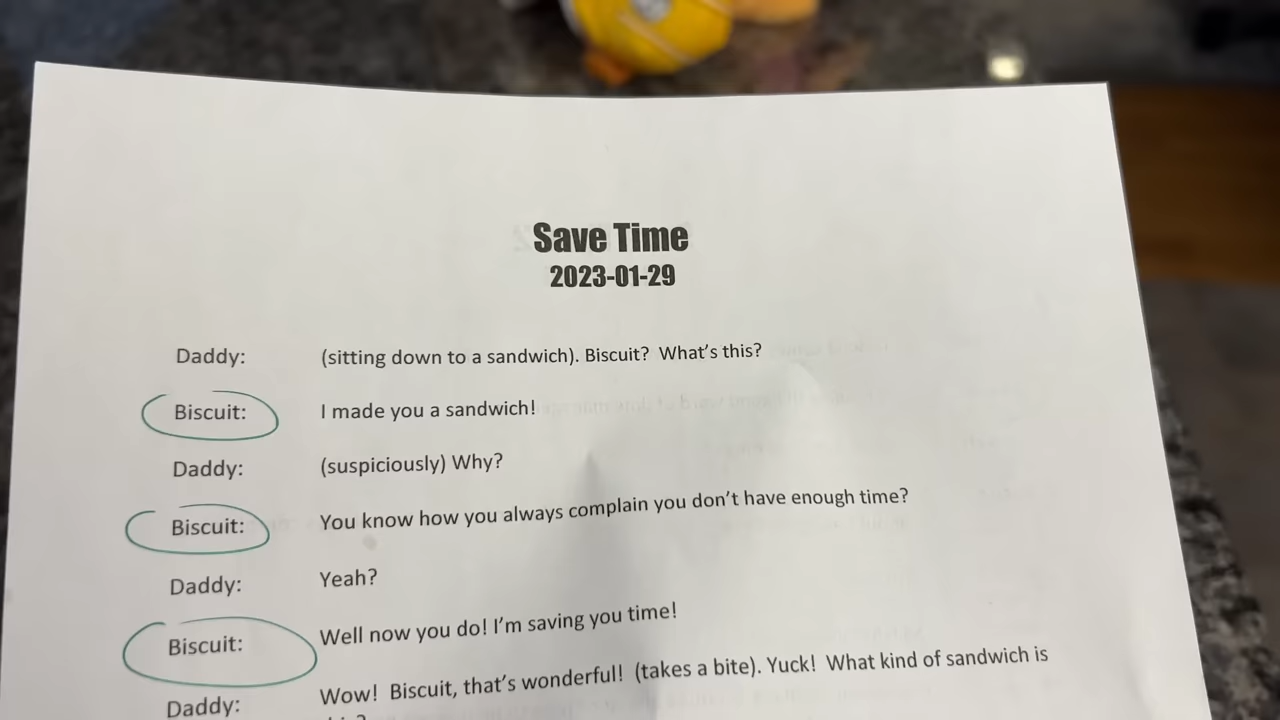 Save Time
2023-01-29
Daddy: (sitting down to a sandwich). Biscuit? What's this?
Biscuit: I made you a sandwich!
Daddy: (suspiciously) Why?
Biscuit: You know how you always complain you don't have enough time?
Daddy: Yeah?
Biscuit: Well now you do! I'm saving you time!
Daddy: Wow! Biscuit, that's wonderful! (takes a bite). Yuck! What kind of sandwich is